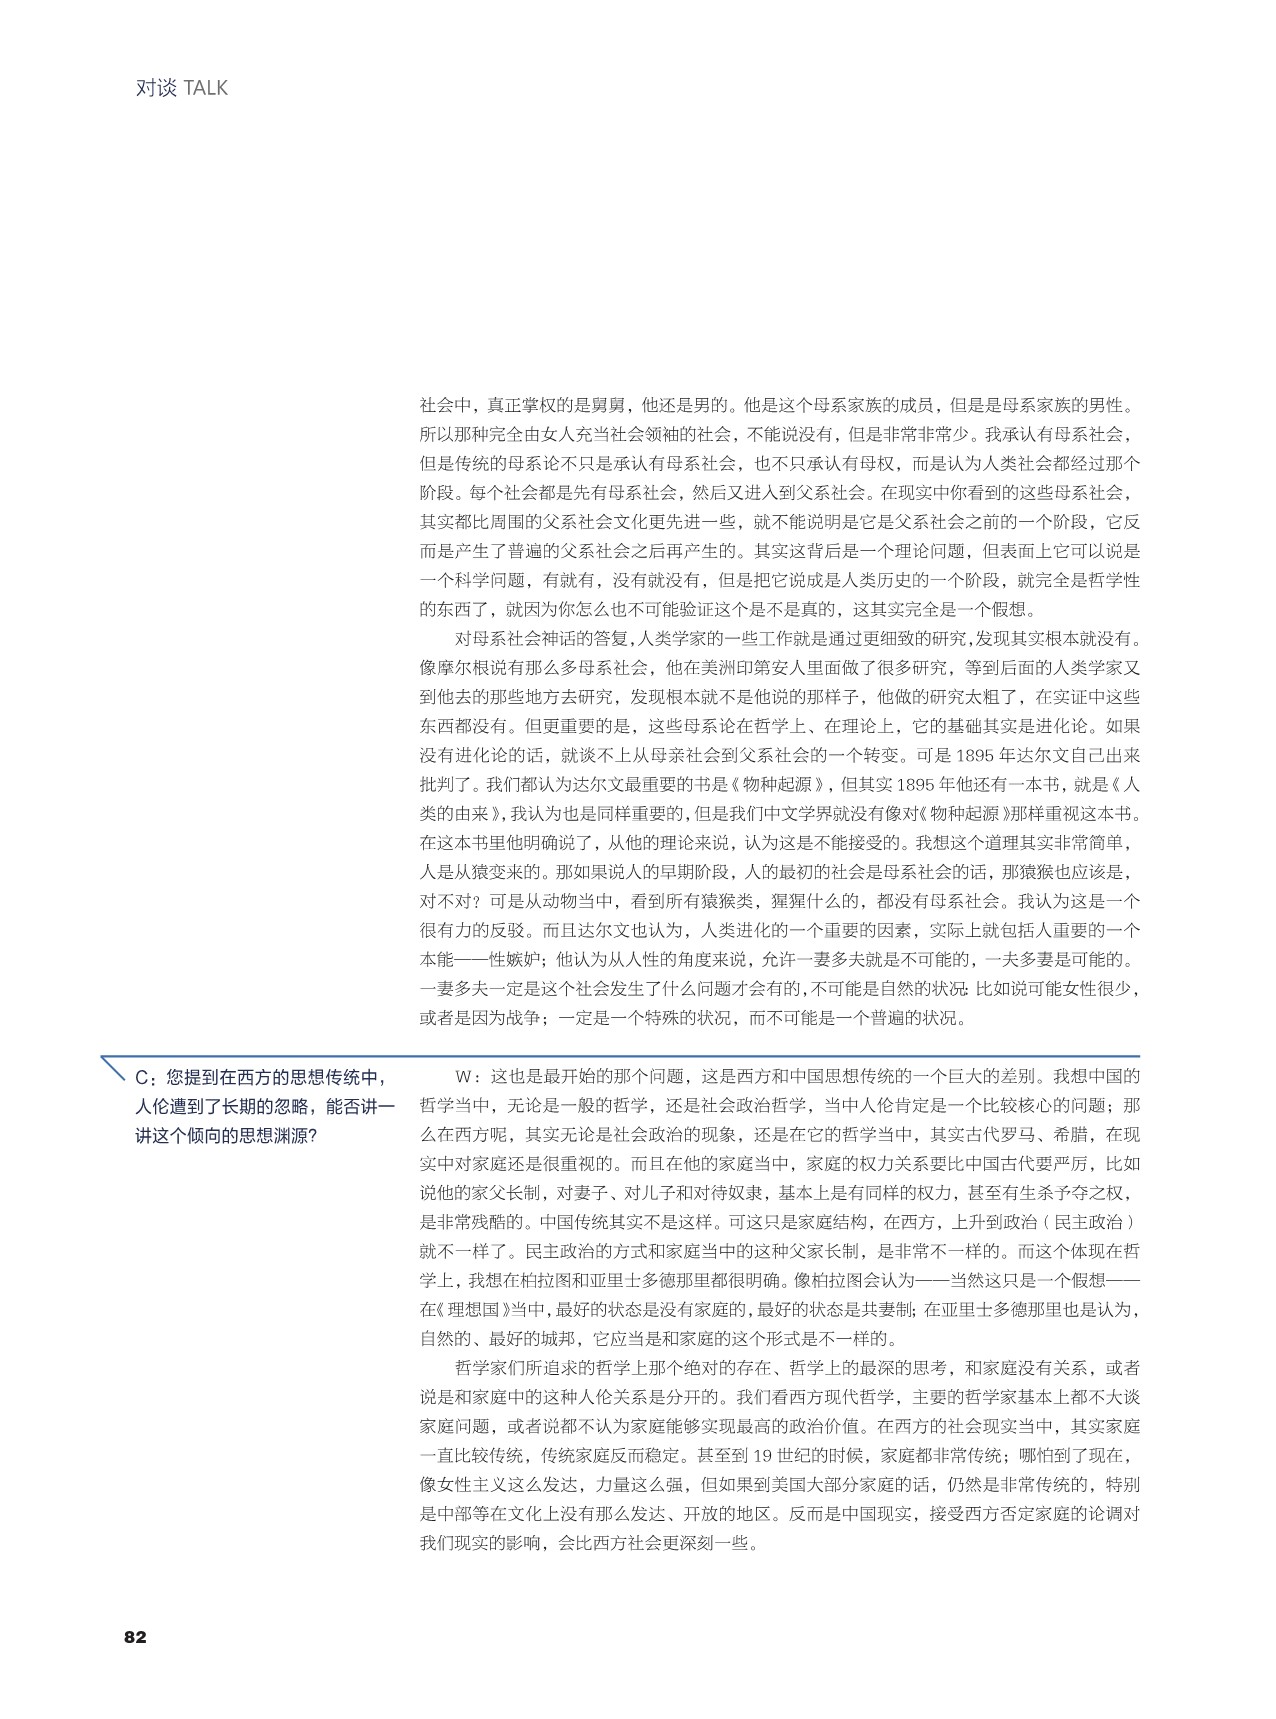 对谈 TALK
社会中，真正掌权的是舅舅，他还是男的。他是这个母系家族的成员，但是是母系家族的男性。
所以那种完全由女人充当社会领袖的社会，不能说没有，但是非常非常少。我承认有母系社会，
但是传统的母系论不只是承认有母系社会，也不只承认有母权，而是认为人类社会都经过那个
阶段。每个社会都是先有母系社会，然后又进入到父系社会。在现实中你看到的这些母系社会，
其实都比周围的父系社会文化更先进一些，就不能说明是它是父系社会之前的一个阶段，它反
而是产生了普遍的父系社会之后再产生的。其实这背后是一个理论问题，但表面上它可以说是
一个科学问题，有就有，没有就没有，但是把它说成是人类历史的一个阶段，就完全是哲学性
的东西了，就因为你怎么也不可能验证这个是不是真的，这其实完全是一个假想。
对母系社会神话的答复，人类学家的一些工作就是通过更细致的研究，发现其实根本就没有。
像摩尔根说有那么多母系社会，他在美洲印第安人里面做了很多研究，等到后面的人类学家又
到他去的那些地方去研究，发现根本就不是他说的那样子，他做的研究太粗了，在实证中这些
东西都没有。但更重要的是，这些母系论在哲学上、在理论上，它的基础其实是进化论。如果
没有进化论的话，就谈不上从母亲社会到父系社会的一个转变。可是 1895 年达尔文自己出来
批判了。我们都认为达尔文最重要的书是《物种起源》，但其实 1895 年他还有一本书，就是《人
类的由来》，我认为也是同样重要的，但是我们中文学界就没有像对《物种起源》那样重视这本书。
在这本书里他明确说了，从他的理论来说，认为这是不能接受的。我想这个道理其实非常简单，
人是从猿变来的。那如果说人的早期阶段，人的最初的社会是母系社会的话，那猿猴也应该是，
对不对？可是从动物当中，看到所有猿猴类，猩猩什么的，都没有母系社会。我认为这是一个
很有力的反驳。而且达尔文也认为，人类进化的一个重要的因素，实际上就包括人重要的一个
本能——性嫉妒；他认为从人性的角度来说，允许一妻多夫就是不可能的，一夫多妻是可能的。
一妻多夫一定是这个社会发生了什么问题才会有的，不可能是自然的状况：比如说可能女性很少，
或者是因为战争；一定是一个特殊的状况，而不可能是一个普遍的状况。
C：您提到在西方的思想传统中，
人伦遭到了长期的忽略，能否讲一
讲这个倾向的思想渊源？
W：这也是最开始的那个问题，这是西方和中国思想传统的一个巨大的差别。我想中国的
哲学当中，无论是一般的哲学，还是社会政治哲学，当中人伦肯定是一个比较核心的问题；那
么在西方呢，其实无论是社会政治的现象，还是在它的哲学当中，其实古代罗马、希腊，在现
实中对家庭还是很重视的。而且在他的家庭当中，家庭的权力关系要比中国古代要严厉，比如
说他的家父长制，对妻子、对儿子和对待奴隶，基本上是有同样的权力，甚至有生杀予夺之权，
是非常残酷的。中国传统其实不是这样。可这只是家庭结构，在西方，上升到政治（民主政治）
就不一样了。民主政治的方式和家庭当中的这种父家长制，是非常不一样的。而这个体现在哲
学上，我想在柏拉图和亚里士多德那里都很明确。像柏拉图会认为——当然这只是一个假想——
在《理想国》当中，最好的状态是没有家庭的，最好的状态是共妻制；在亚里士多德那里也是认为，
自然的、最好的城邦，它应当是和家庭的这个形式是不一样的。
哲学家们所追求的哲学上那个绝对的存在、哲学上的最深的思考，和家庭没有关系，或者
说是和家庭中的这种人伦关系是分开的。我们看西方现代哲学，主要的哲学家基本上都不大谈
家庭问题，或者说都不认为家庭能够实现最高的政治价值。在西方的社会现实当中，其实家庭
一直比较传统，传统家庭反而稳定。甚至到 19 世纪的时候，家庭都非常传统；哪怕到了现在，
像女性主义这么发达，力量这么强，但如果到美国大部分家庭的话，仍然是非常传统的，特别
是中部等在文化上没有那么发达、开放的地区。反而是中国现实，接受西方否定家庭的论调对
我们现实的影响，会比西方社会更深刻一些。
82